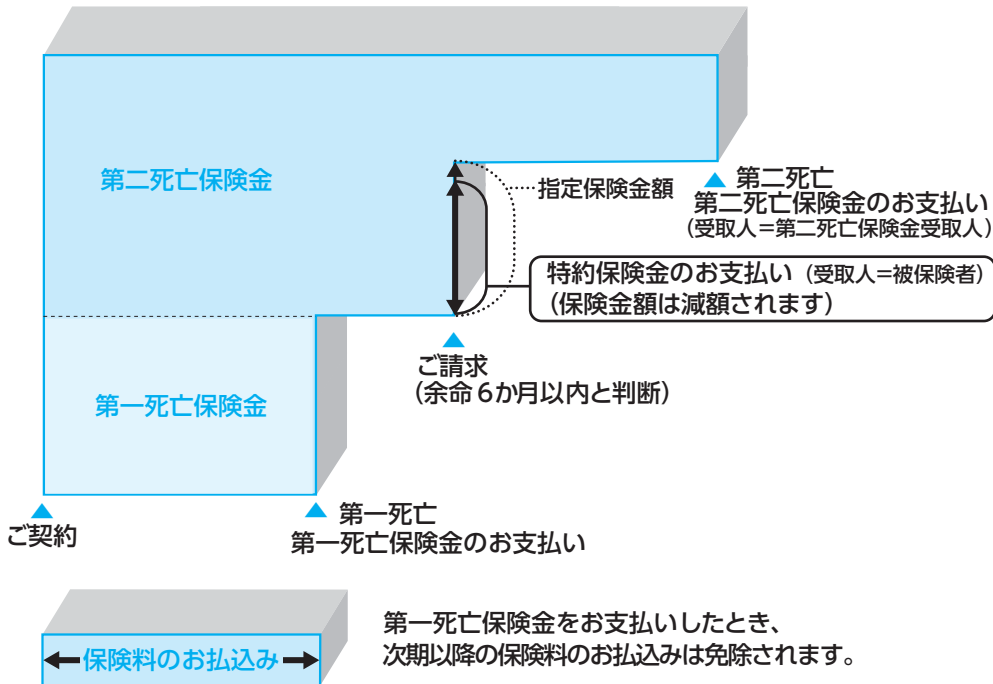 第二死亡保険金
指定保険金額
第二死亡
第二死亡保険金のお支払い
(受取人=第二死亡保険金受取人)
特約保険金のお支払い(受取人=被保険者)
(保険金額は減額されます)
ご請求
(余命6か月以内と判断)
第一死亡保険金
ご契約
第一死亡
第一死亡保険金のお支払い
保険料のお払込み
第一死亡保険金をお支払いしたとき、
次期以降の保険料のお払込みは免除されます。